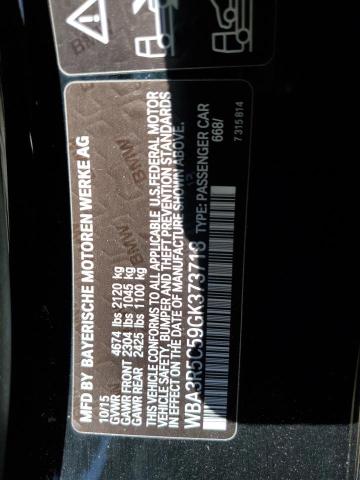 MFD BY BAYERISCHE MOTOREN WERKE AG
10/15
GVWR 4674 lbs 2120 kg
GAWR FRONT 2304 lbs 1045 kg
GAWR REAR 2425 lbs 1100 kg
THIS VEHICLE CONFORMS TO ALL APPLICABLE U.S.FEDERAL MOTOR
VEHICLE SAFETY, BUMPER AND THEFT PREVENTION STANDARDS
IN EFFECT ON THE DATE OF MANUFACTURE SHOWN ABOVE.
WBA3R5C59GK373718 TYPE: PASSENGER CAR
668/
7 315 814
BMW
BMW
BMW